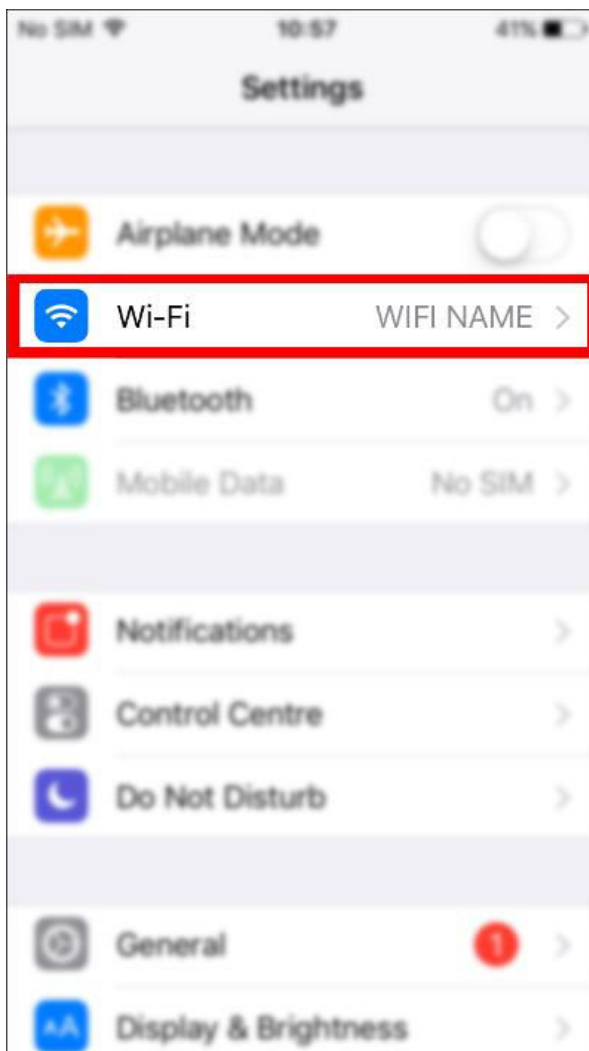 No SIM 10:57 41%
Settings
Airplane Mode
Wi-Fi WIFI NAME
Bluetooth On
Mobile Data No SIM
Notifications
Control Centre
Do Not Disturb
General 1
AA Display & Brightness